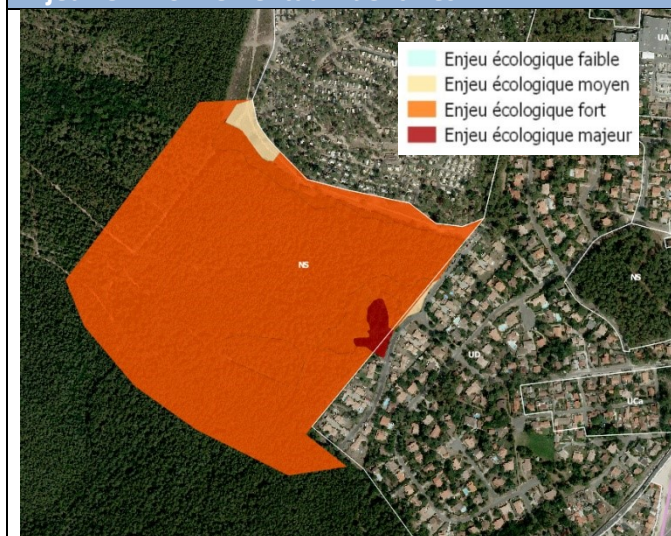 Enjeu écologique faible
Enjeu écologique moyen
Enjeu écologique fort
Enjeu écologique majeur
UA
NS
NS
UD
UCa